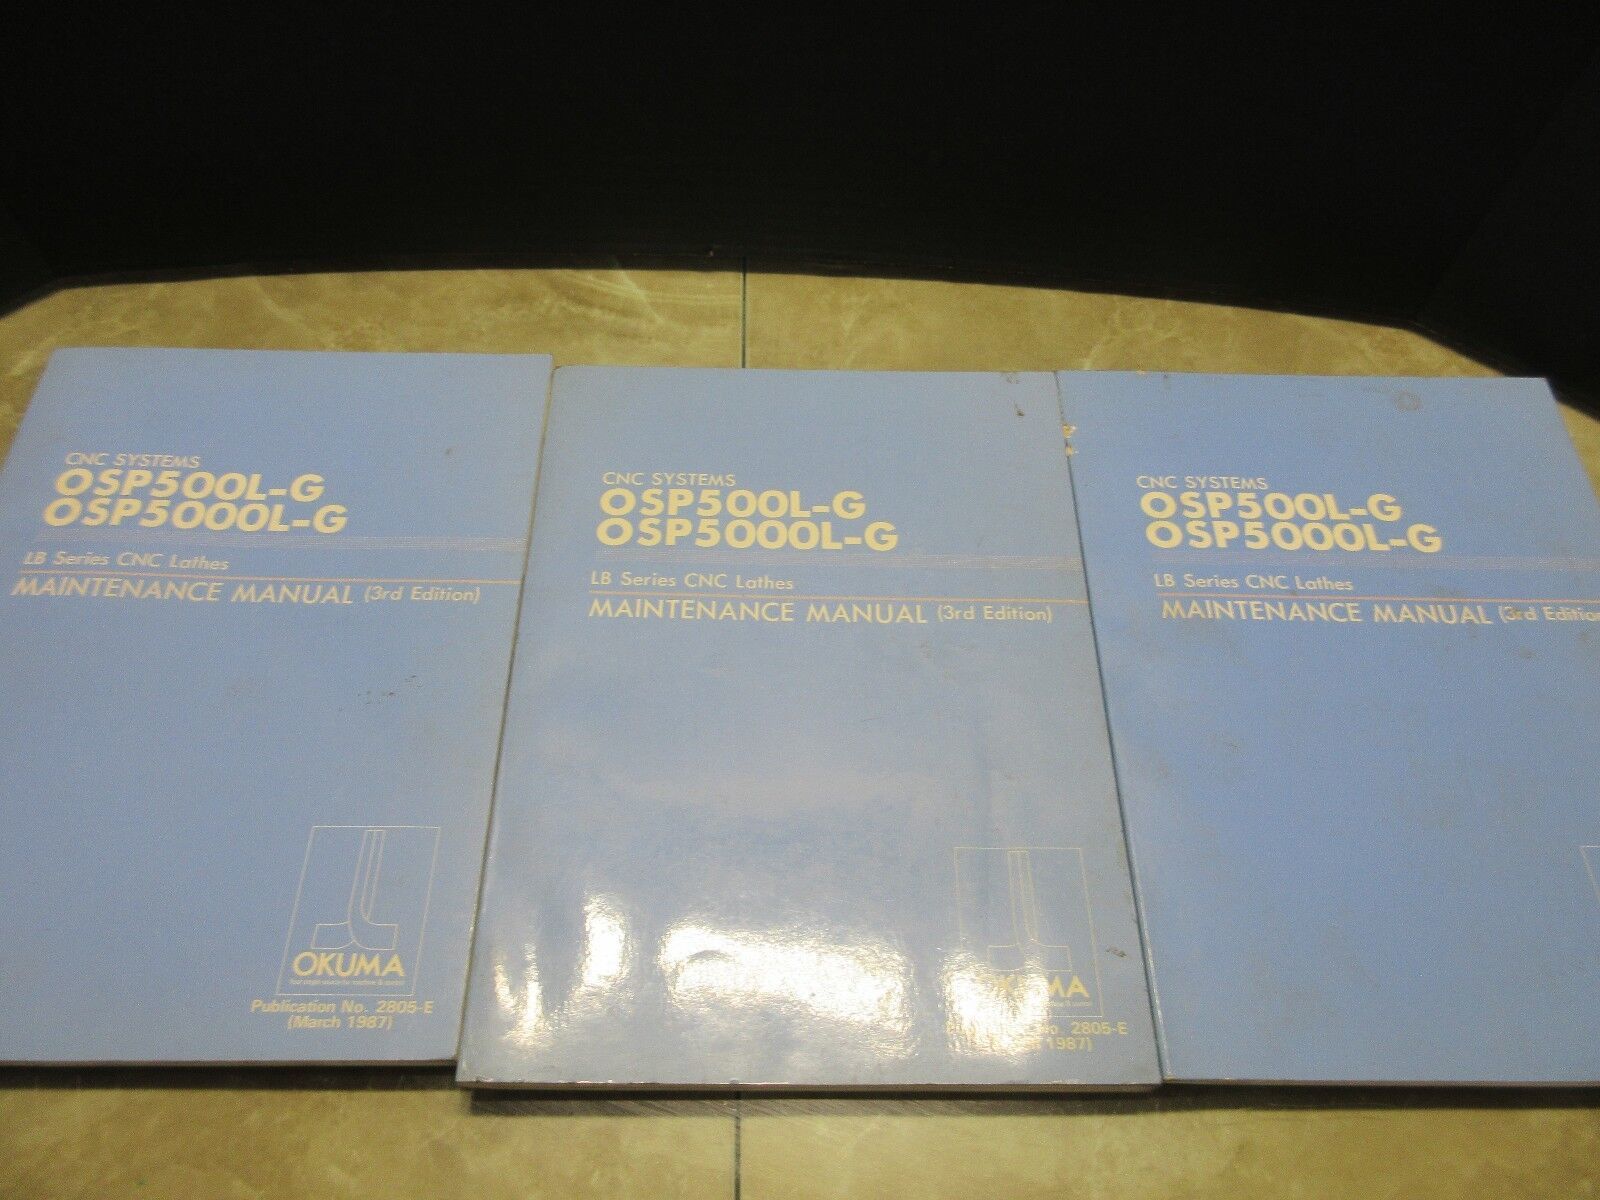 CNC SYSTEMS
OSP500L-G
OSP5000L-G
LB Series CNC Lathes
MAINTENANCE MANUAL (3rd Edition)
OKUMA
Publication No. 2805-E
(March 1987)
CNC SYSTEMS
OSP500L-G
OSP5000L-G
LB Series CNC Lathes
MAINTENANCE MANUAL (3rd Edition)
OKUMA
No. 2805-E
1987)
CNC SYSTEMS
OSP500L-G
OSP5000L-G
LB Series CNC Lathes
MAINTENANCE MANUAL (3rd Edition